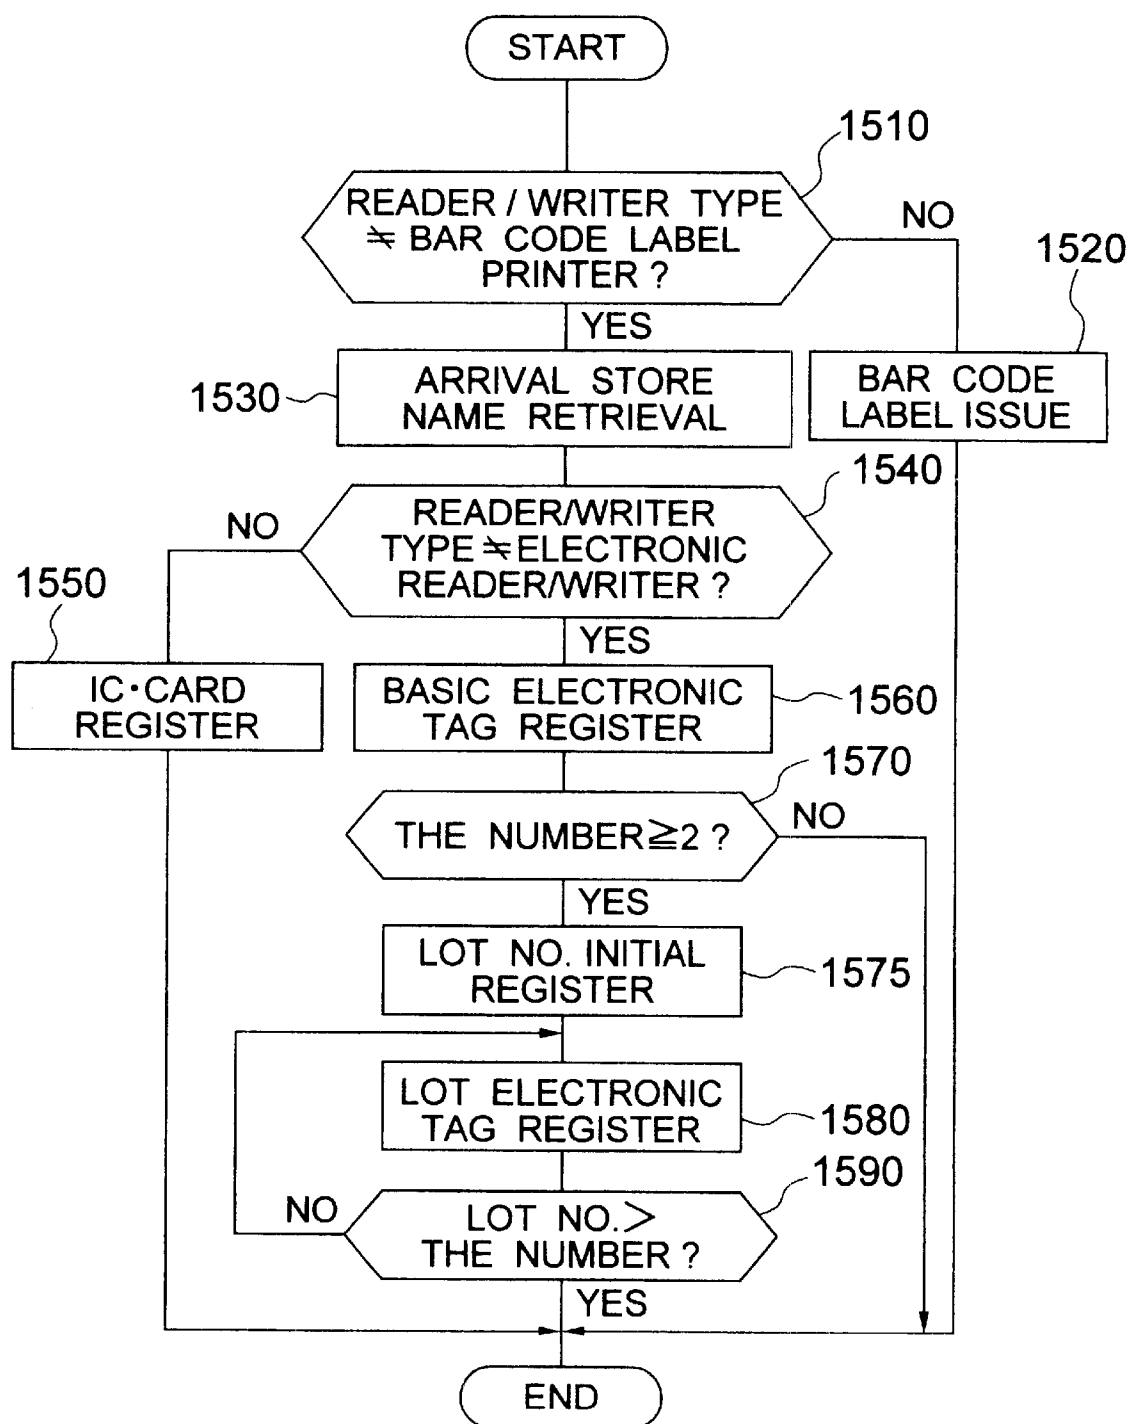 START
1510
READER / WRITER TYPE
≠ BAR CODE LABEL
PRINTER ?
NO
1520
YES
BAR CODE
LABEL ISSUE
1530
ARRIVAL STORE
NAME RETRIEVAL
1540
READER/WRITER
TYPE ≠ ELECTRONIC
READER/WRITER ?
NO
1550
YES
IC・CARD
REGISTER
BASIC ELECTRONIC
TAG REGISTER
1560
1570
THE NUMBER ≧ 2 ?
NO
YES
LOT NO. INITIAL
REGISTER
1575
LOT ELECTRONIC
TAG REGISTER
1580
1590
LOT NO. >
THE NUMBER ?
NO
YES
END